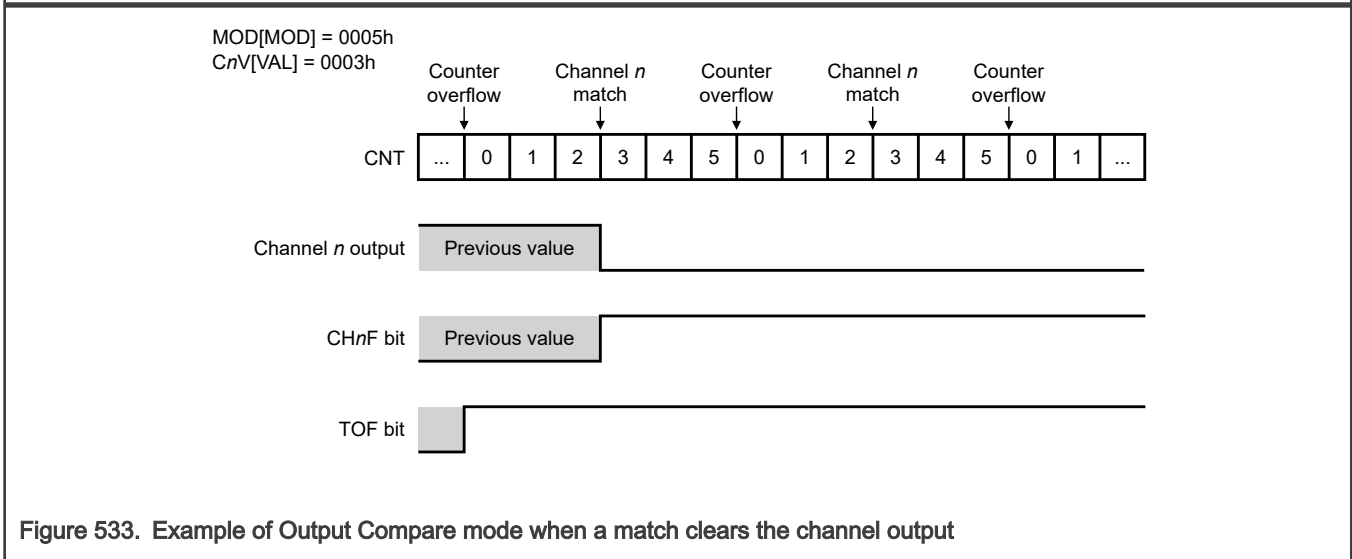 MOD[MOD] = 0005h
CnV[VAL] = 0003h
Counter overflow
Channel n match
Counter overflow
Channel n match
Counter overflow
CNT ... 0 1 2 3 4 5 0 1 2 3 4 5 0 1 ...
Channel n output Previous value
CHnF bit Previous value
TOF bit
Figure 533. Example of Output Compare mode when a match clears the channel output